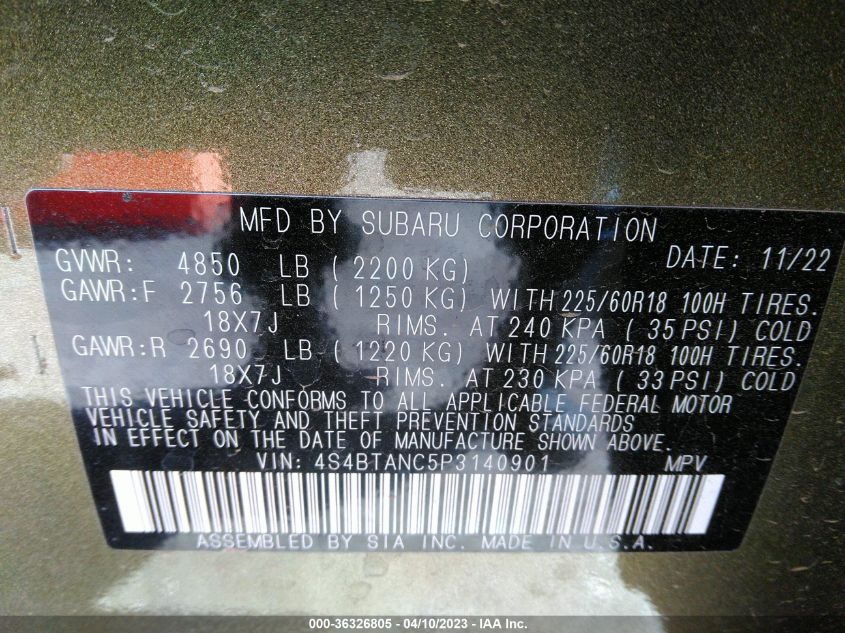 MFD BY SUBARU CORPORATION
DATE: 11/22
GVWR: 4850 LB ( 2200 KG)
GAWR:F 2756 LB ( 1250 KG) WITH 225/60R18 100H TIRES.
18X7J RIMS. AT 240 KPA ( 35 PSI) COLD
GAWR:R 2690 LB ( 1220 KG) WITH 225/60R18 100H TIRES.
18X7J RIMS. AT 230 KPA ( 33 PSI) COLD
THIS VEHICLE CONFORMS TO ALL APPLICABLE FEDERAL MOTOR
VEHICLE SAFETY AND THEFT PREVENTION STANDARDS
IN EFFECT ON THE DATE OF MANUFACTURE SHOWN ABOVE.
VIN: 4S4BTANC5P3140901 MPV
ASSEMBLED BY SIA INC. MADE IN U.S.A.
000-36326805 - 04/10/2023 - IAA Inc.